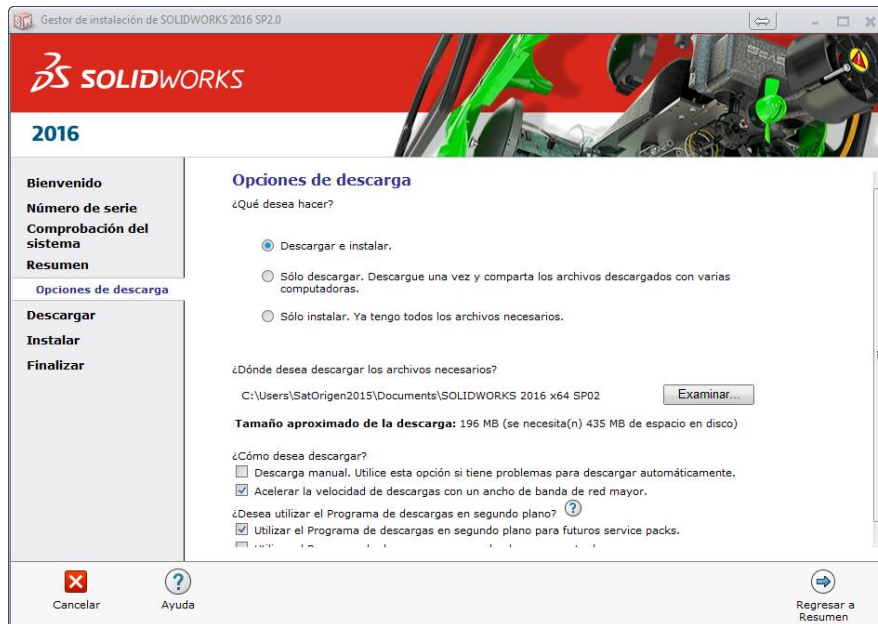 Gestor de instalación de SOLIDWORKS 2016 SP2.0
SOLIDWORKS
2016
Bienvenido
Número de serie
Comprobación del
sistema
Resumen
Opciones de descarga
Descargar
Instalar
Finalizar
Opciones de descarga
¿Qué desea hacer?
Descargar e instalar.
Sólo descargar. Descargue una vez y comparta los archivos descargados con varias
computadoras.
Sólo instalar. Ya tengo todos los archivos necesarios.
¿Dónde desea descargar los archivos necesarios?
C:\Users\SatOrigen2015\Documents\SOLIDWORKS 2016 x64 SP02
Examinar...
Tamaño aproximado de la descarga: 196 MB (se necesita(n) 435 MB de espacio en disco)
¿Cómo desea descargar?
Descarga manual. Utilice esta opción si tiene problemas para descargar automáticamente.
Acelerar la velocidad de descargas con un ancho de banda de red mayor.
¿Desea utilizar el Programa de descargas en segundo plano? ?
Utilizar el Programa de descargas en segundo plano para futuros service packs.
Cancelar
Ayuda
Regresar a
Resumen